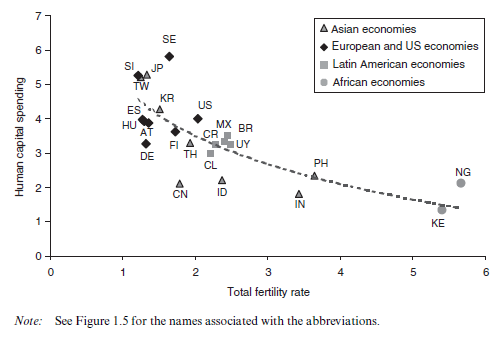 7
6
5
4
3
2
1
0
Human capital spending
0 1 2 3 4 5 6
Total fertility rate
Asian economies
European and US economies
Latin American economies
African economies
SE
SI
JP
TW
KR
ES
US
HU
AT
MX
BR
CR
UY
FI
TH
DE
CL
PH
CN
ID
IN
NG
KE
Note: See Figure 1.5 for the names associated with the abbreviations.